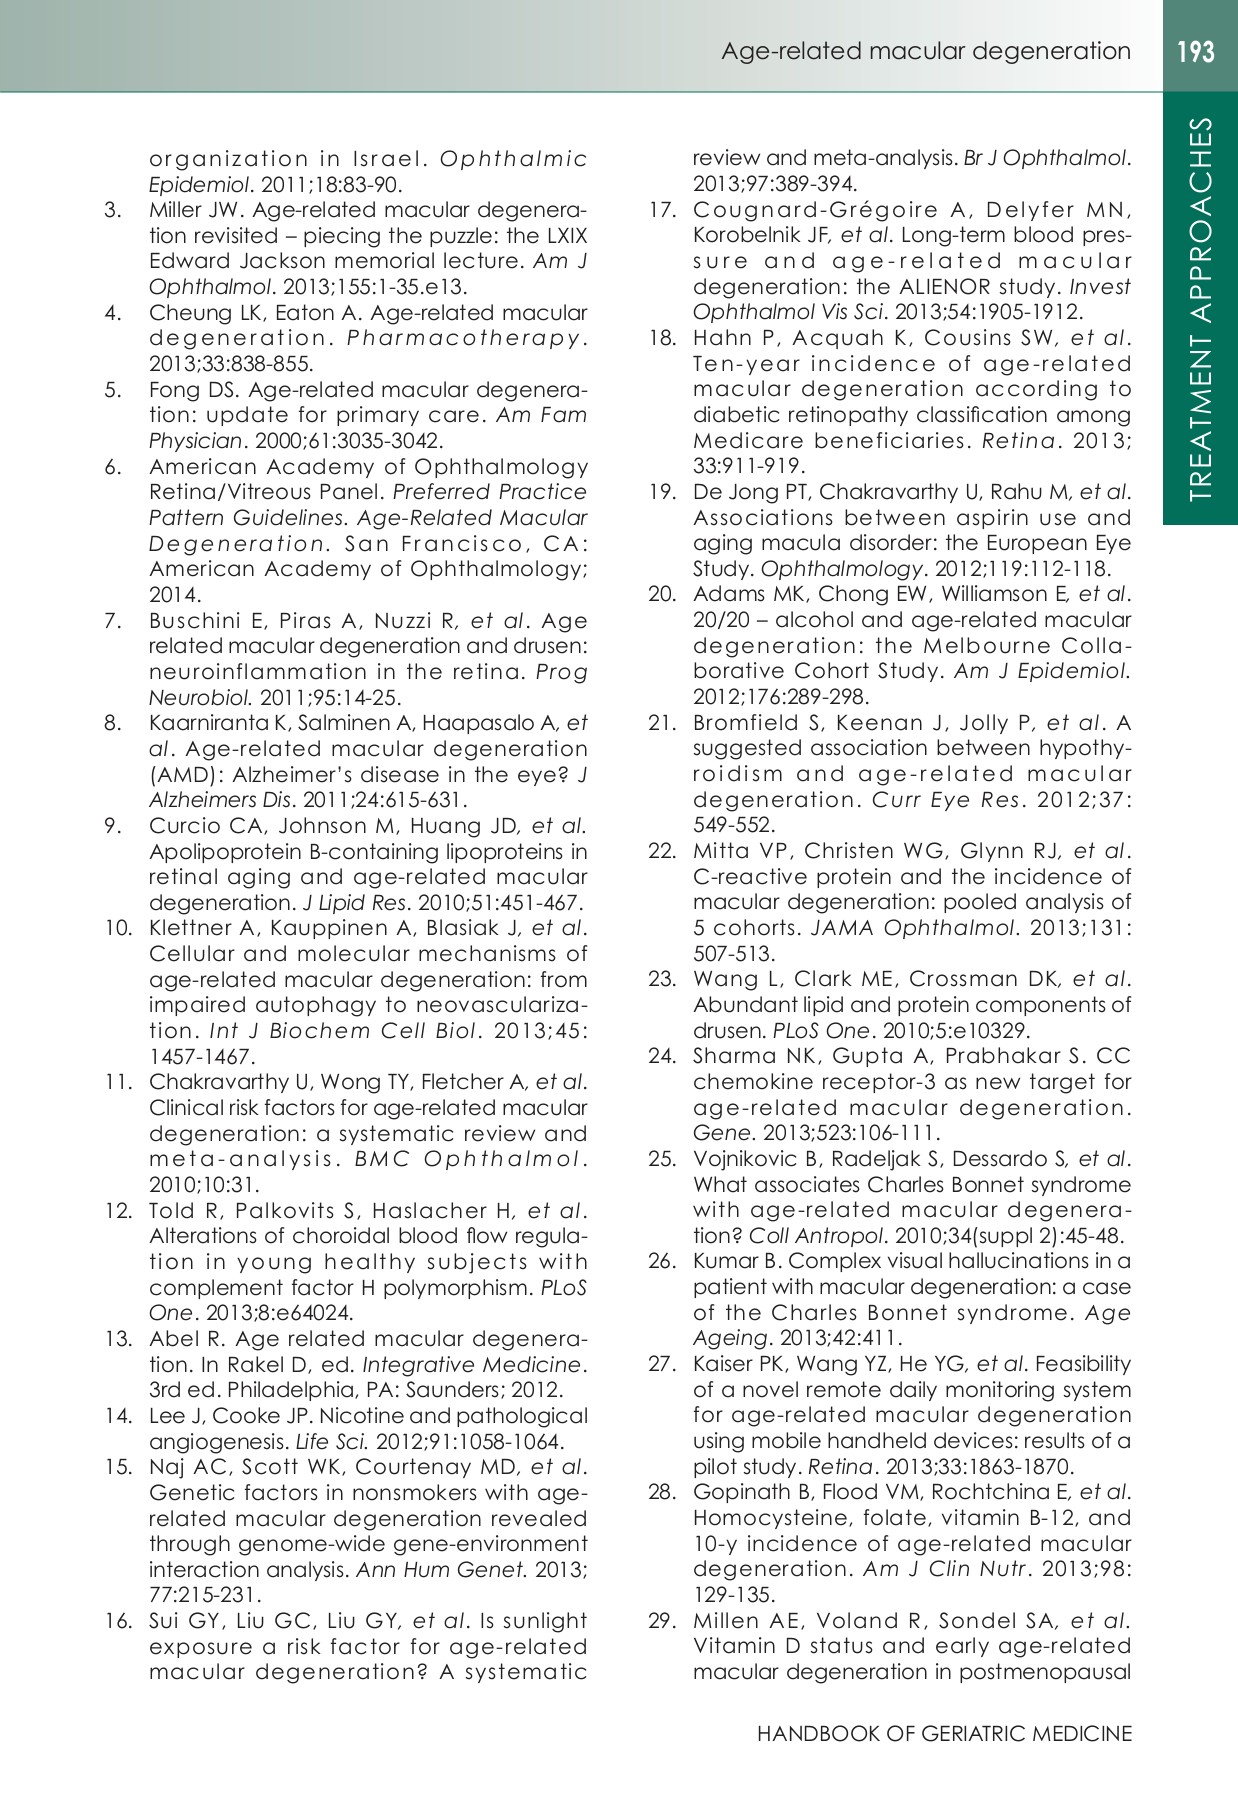 Age-related macular degeneration
193
TREATMENT APPROACHES
organization in Israel. Ophthalmic
Epidemiol. 2011;18:83-90.
3. Miller JW. Age-related macular degenera-
tion revisited – piecing the puzzle: the LXIX
Edward Jackson memorial lecture. Am J
Ophthalmol. 2013;155:1-35.e13.
4. Cheung LK, Eaton A. Age-related macular
degeneration. Pharmacotherapy.
2013;33:838-855.
5. Fong DS. Age-related macular degenera-
tion: update for primary care. Am Fam
Physician. 2000;61:3035-3042.
6. American Academy of Ophthalmology
Retina/Vitreous Panel. Preferred Practice
Pattern Guidelines. Age-Related Macular
Degeneration. San Francisco, CA:
American Academy of Ophthalmology;
2014.
7. Buschini E, Piras A, Nuzzi R, et al. Age
related macular degeneration and drusen:
neuroinflammation in the retina. Prog
Neurobiol. 2011;95:14-25.
8. Kaarniranta K, Salminen A, Haapasalo A, et
al. Age-related macular degeneration
(AMD): Alzheimer's disease in the eye? J
Alzheimers Dis. 2011;24:615-631.
9. Curcio CA, Johnson M, Huang JD, et al.
Apolipoprotein B-containing lipoproteins in
retinal aging and age-related macular
degeneration. J Lipid Res. 2010;51:451-467.
10. Klettner A, Kauppinen A, Blasiak J, et al.
Cellular and molecular mechanisms of
age-related macular degeneration: from
impaired autophagy to neovasculariza-
tion. Int J Biochem Cell Biol. 2013;45:
1457-1467.
11. Chakravarthy U, Wong TY, Fletcher A, et al.
Clinical risk factors for age-related macular
degeneration: a systematic review and
meta-analysis. BMC Ophthalmol.
2010;10:31.
12. Told R, Palkovits S, Haslacher H, et al.
Alterations of choroidal blood flow regula-
tion in young healthy subjects with
complement factor H polymorphism. PLoS
One. 2013;8:e64024.
13. Abel R. Age related macular degenera-
tion. In Rakel D, ed. Integrative Medicine.
3rd ed. Philadelphia, PA: Saunders; 2012.
14. Lee J, Cooke JP. Nicotine and pathological
angiogenesis. Life Sci. 2012;91:1058-1064.
15. Naj AC, Scott WK, Courtenay MD, et al.
Genetic factors in nonsmokers with age-
related macular degeneration revealed
through genome-wide gene-environment
interaction analysis. Ann Hum Genet. 2013;
77:215-231.
16. Sui GY, Liu GC, Liu GY, et al. Is sunlight
exposure a risk factor for age-related
macular degeneration? A systematic
review and meta-analysis. Br J Ophthalmol.
2013;97:389-394.
17. Cougnard-Grégoire A, Delyfer MN,
Korobelnik JF, et al. Long-term blood pres-
sure and age-related macular
degeneration: the ALIENOR study. Invest
Ophthalmol Vis Sci. 2013;54:1905-1912.
18. Hahn P, Acquah K, Cousins SW, et al.
Ten-year incidence of age-related
macular degeneration according to
diabetic retinopathy classification among
Medicare beneficiaries. Retina. 2013;
33:911-919.
19. De Jong PT, Chakravarthy U, Rahu M, et al.
Associations between aspirin use and
aging macula disorder: the European Eye
Study. Ophthalmology. 2012;119:112-118.
20. Adams MK, Chong EW, Williamson E, et al.
20/20 – alcohol and age-related macular
degeneration: the Melbourne Colla-
borative Cohort Study. Am J Epidemiol.
2012;176:289-298.
21. Bromfield S, Keenan J, Jolly P, et al. A
suggested association between hypothy-
roidism and age-related macular
degeneration. Curr Eye Res. 2012;37:
549-552.
22. Mitta VP, Christen WG, Glynn RJ, et al.
C-reactive protein and the incidence of
macular degeneration: pooled analysis of
5 cohorts. JAMA Ophthalmol. 2013;131:
507-513.
23. Wang L, Clark ME, Crossman DK, et al.
Abundant lipid and protein components of
drusen. PLoS One. 2010;5:e10329.
24. Sharma NK, Gupta A, Prabhakar S. CC
chemokine receptor-3 as new target for
age-related macular degeneration.
Gene. 2013;523:106-111.
25. Vojnikovic B, Radeljak S, Dessardo S, et al.
What associates Charles Bonnet syndrome
with age-related macular degenera-
tion? Coll Antropol. 2010;34(suppl 2):45-48.
26. Kumar B. Complex visual hallucinations in a
patient with macular degeneration: a case
of the Charles Bonnet syndrome. Age
Ageing. 2013;42:411.
27. Kaiser PK, Wang YZ, He YG, et al. Feasibility
of a novel remote daily monitoring system
for age-related macular degeneration
using mobile handheld devices: results of a
pilot study. Retina. 2013;33:1863-1870.
28. Gopinath B, Flood VM, Rochtchina E, et al.
Homocysteine, folate, vitamin B-12, and
10-y incidence of age-related macular
degeneration. Am J Clin Nutr. 2013;98:
129-135.
29. Millen AE, Voland R, Sondel SA, et al.
Vitamin D status and early age-related
macular degeneration in postmenopausal
HANDBOOK OF GERIATRIC MEDICINE